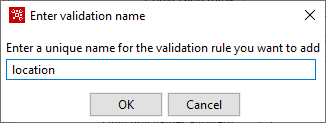 Enter validation name
Enter a unique name for the validation rule you want to add
location
OK
Cancel